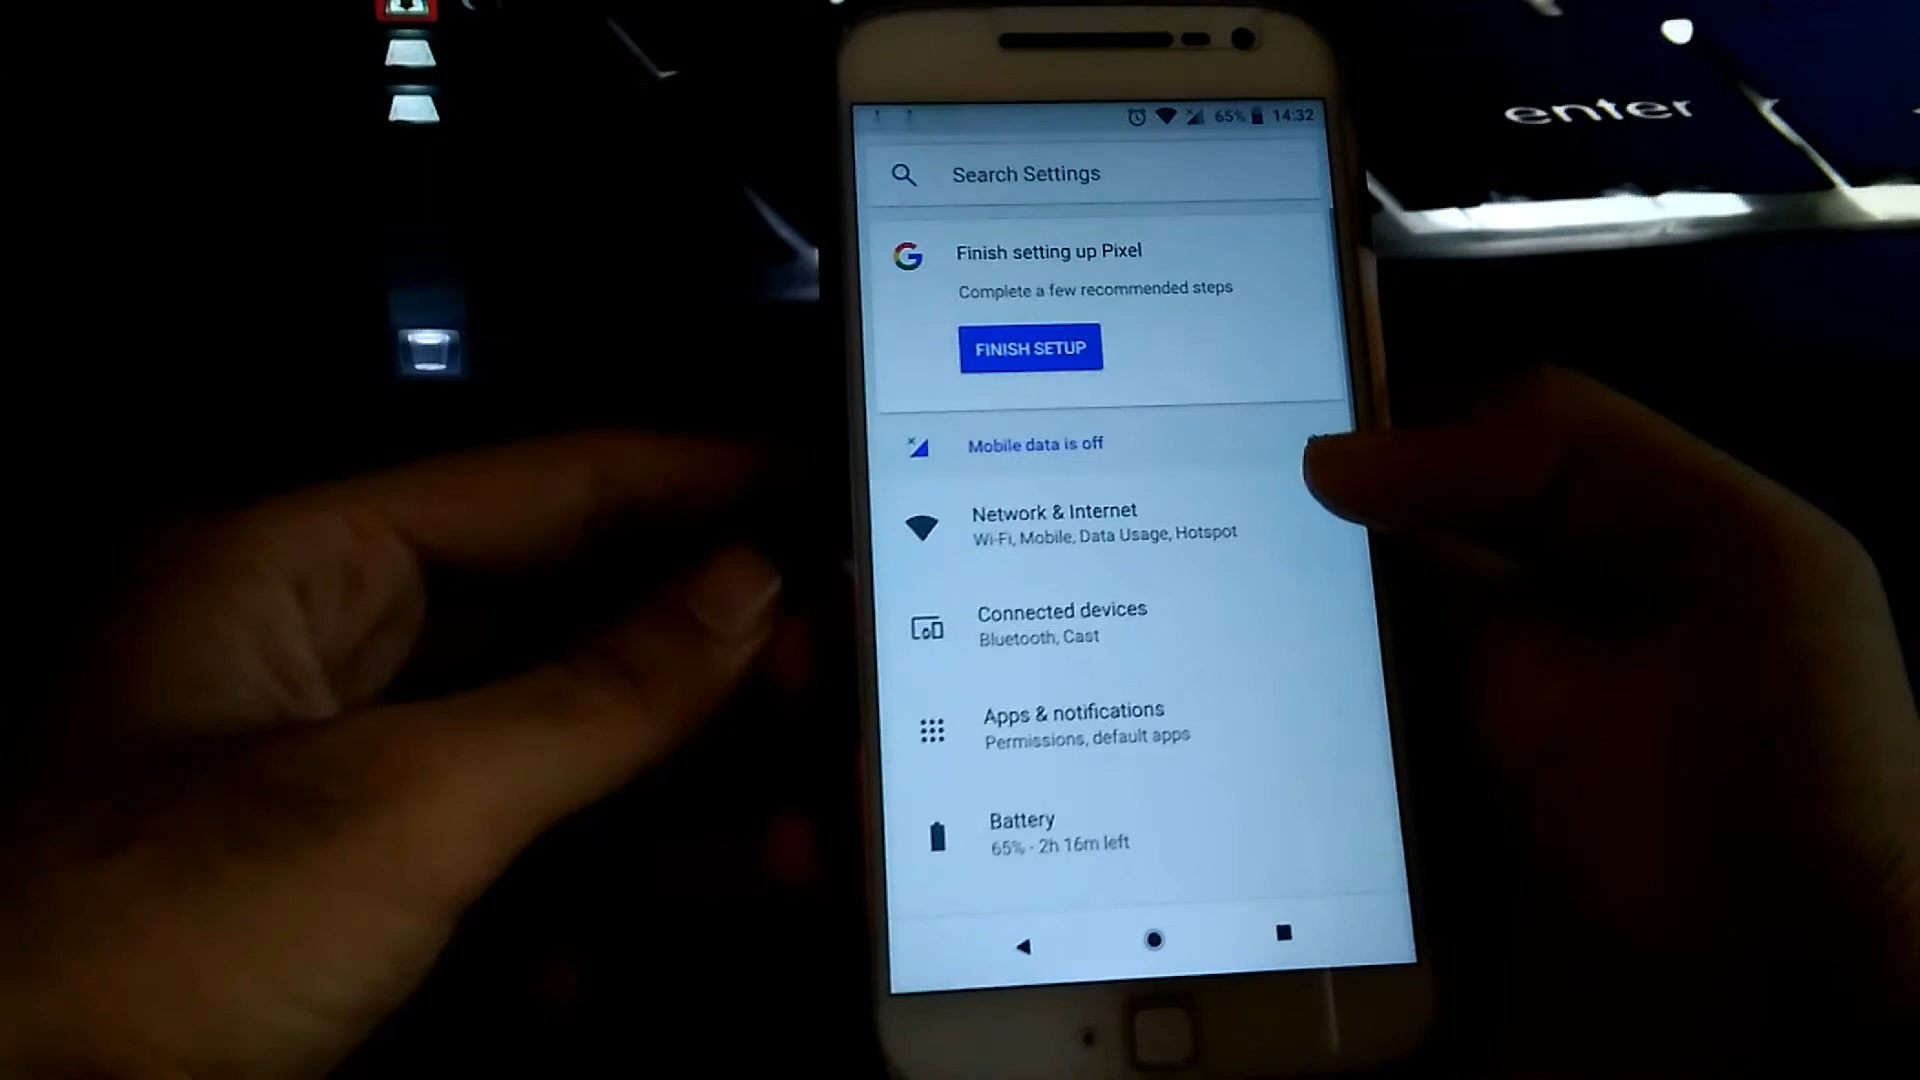 enter
65% 14:32
Search Settings
Finish setting up Pixel
Complete a few recommended steps
FINISH SETUP
Mobile data is off
Network & Internet
Wi-Fi, Mobile, Data Usage, Hotspot
Connected devices
Bluetooth, Cast
Apps & notifications
Permissions, default apps
Battery
65% - 2h 16m left